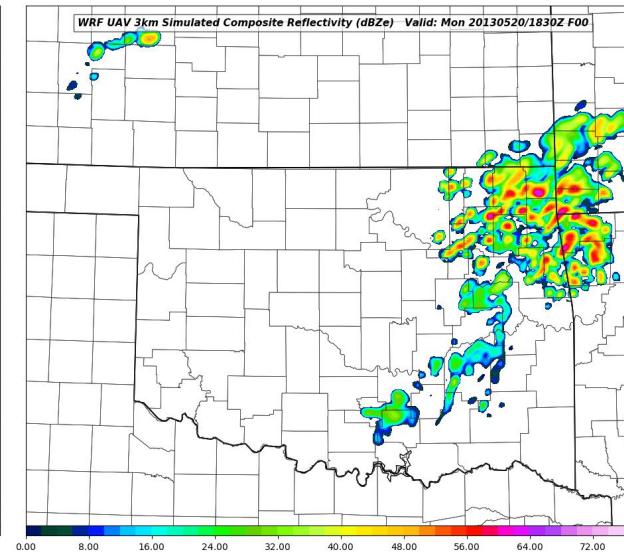 WRF UAV 3km Simulated Composite Reflectivity (dBZe) Valid: Mon 20130520/1830Z F00
0.00 8.00 16.00 24.00 32.00 40.00 48.00 56.00 64.00 72.00